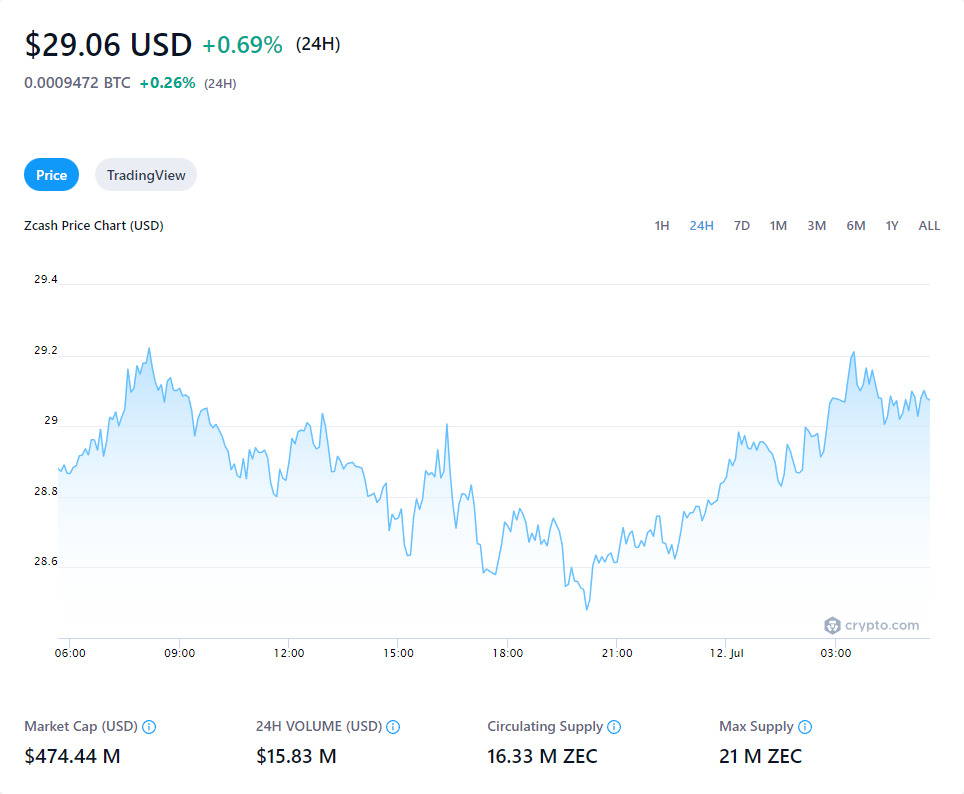 $29.06 USD +0.69% (24H)
0.0009472 BTC +0.26% (24H)
Price TradingView
Zcash Price Chart (USD) 1H 24H 7D 1M 3M 6M 1Y ALL
29.4
29.2
29
28.8
28.6
crypto.com
06:00 09:00 12:00 15:00 18:00 21:00 12. Jul 03:00
Market Cap (USD) 24H VOLUME (USD) Circulating Supply Max Supply
$474.44 M $15.83 M 16.33 M ZEC 21 M ZEC